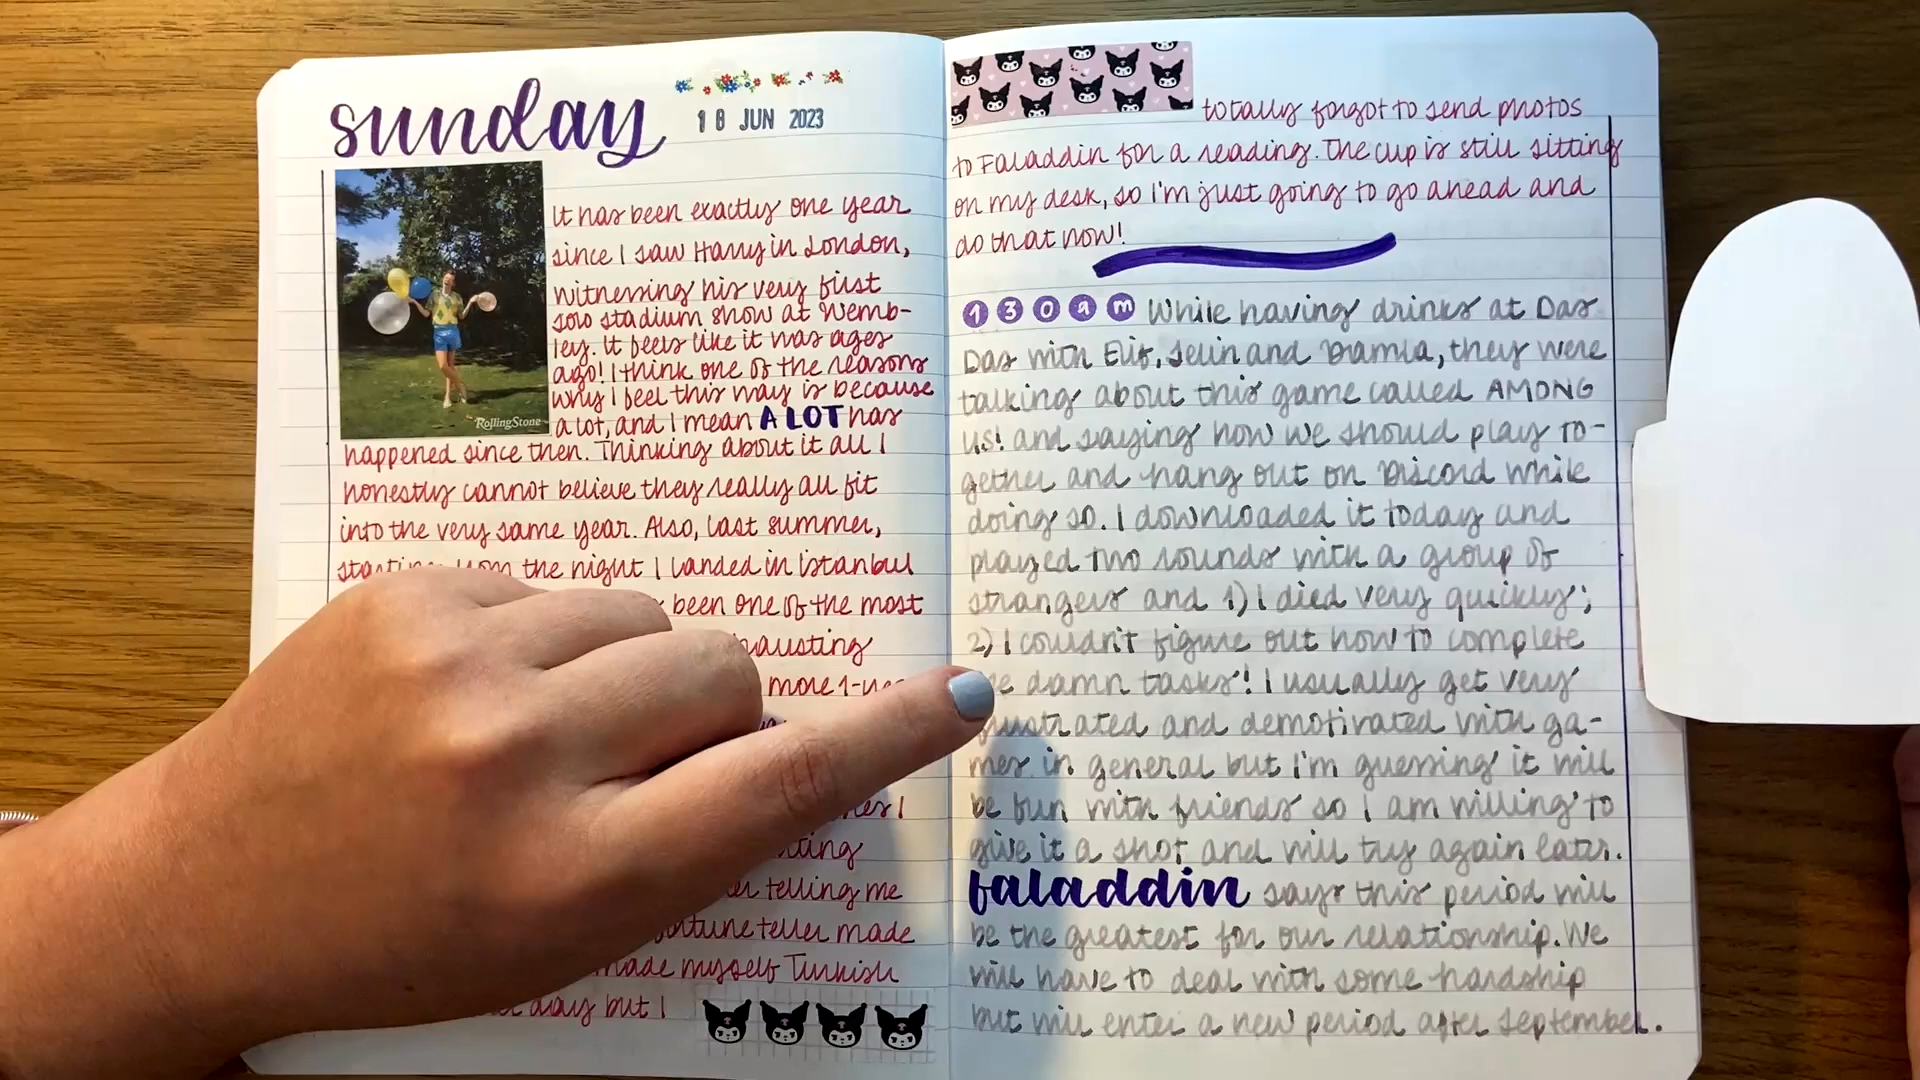 sunday
18 JUN 2023
It has been exactly one year
since I saw Harry in London,
witnessing his very first
solo stadium show at Wemb-
ley. It feels like it was ages
ago! I think one of the reasons
why I feel this way is because
a lot, and I mean A LOT has
RollingStone
happened since then. Thinking about it all I
honestly cannot believe they really all fit
into the very same year. Also, last summer,
starting from the night I landed in Istanbul
been one of the most
more 1-
telling me
teller made
made myself Turkish
day but I
totally forgot to send photos
to Faladdin for a reading. The cup is still sitting
on my desk, so I'm just going to go ahead and
do that now!
130am While having drinks at Das
Das with Elif, Selin and Damla, they were
talking about this game called AMONG
US! and saying how we should play to-
gether and hang out on Discord while
doing so. I downloaded it today and
played two rounds with a group of
strangers and 1) I died very quickly;
2) I couldn't figure out how to complete
damn tasks! I usually get very
frustrated and demotivated with ga-
mes in general but I'm guessing it will
be fun with friends so I am willing to
give it a shot and will try again later.
faladdin says this period will
be the greatest for our relationship. We
will have to deal with some hardship
but will enter a new period after September.